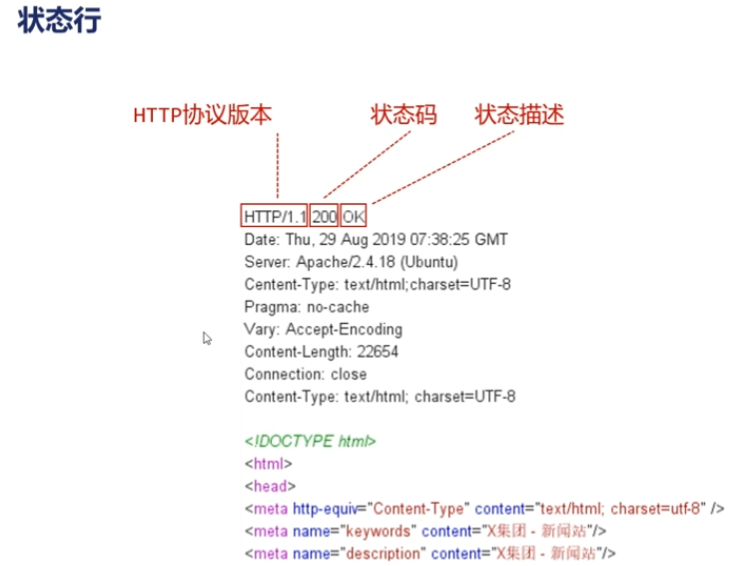 状态行
HTTP协议版本 状态码 状态描述
HTTP/1.1 200 OK
Date: Thu, 29 Aug 2019 07:38:25 GMT
Server: Apache/2.4.18 (Ubuntu)
Centent-Type: text/html;charset=UTF-8
Pragma: no-cache
Vary: Accept-Encoding
Content-Length: 22654
Connection: close
Content-Type: text/html; charset=UTF-8
<!DOCTYPE html>
<html>
<head>
<meta http-equiv="Content-Type" content="text/html; charset=utf-8" />
<meta name="keywords" content="X集团 - 新闻站"/>
<meta name="description" content="X集团 - 新闻站"/>